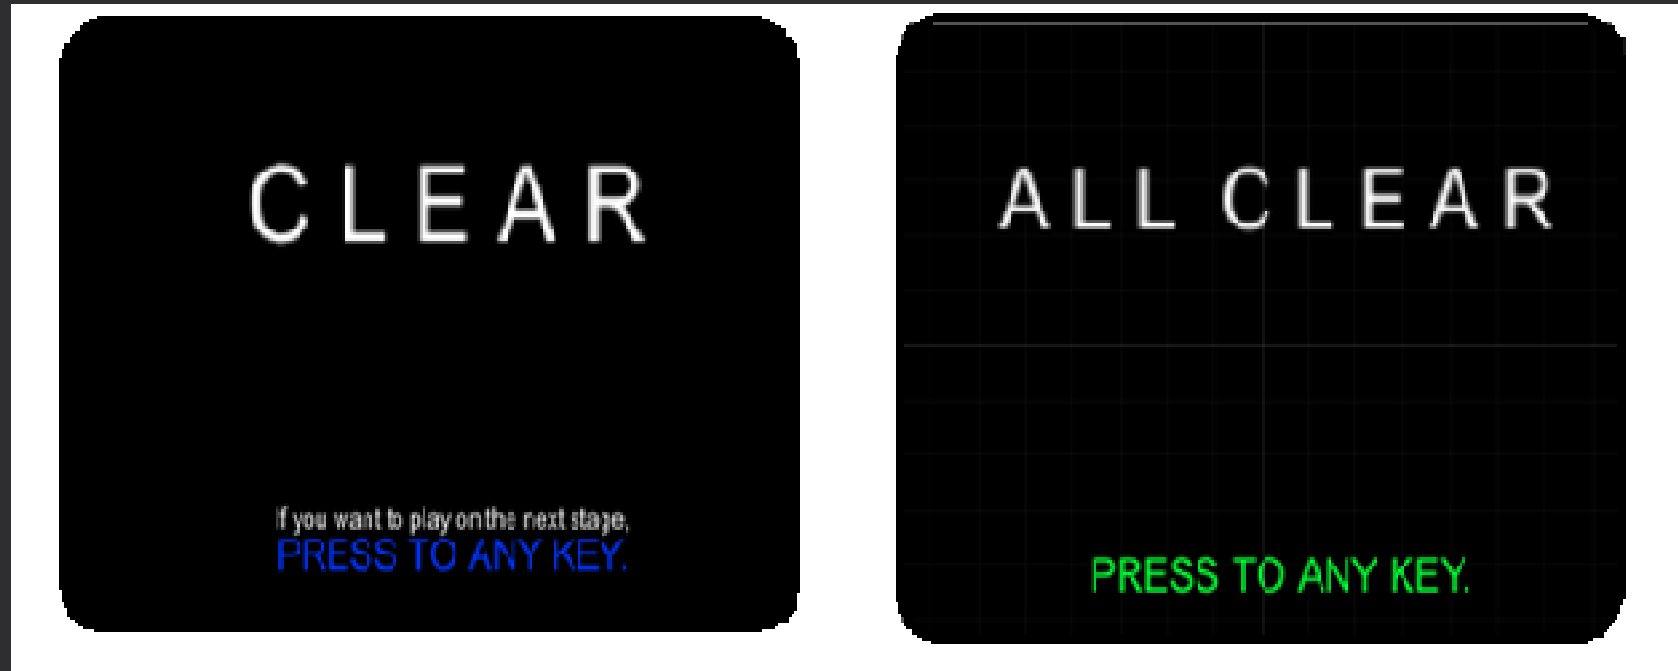 CLEAR
If you want to play on the next stage,
PRESS TO ANY KEY.
ALL CLEAR
PRESS TO ANY KEY.